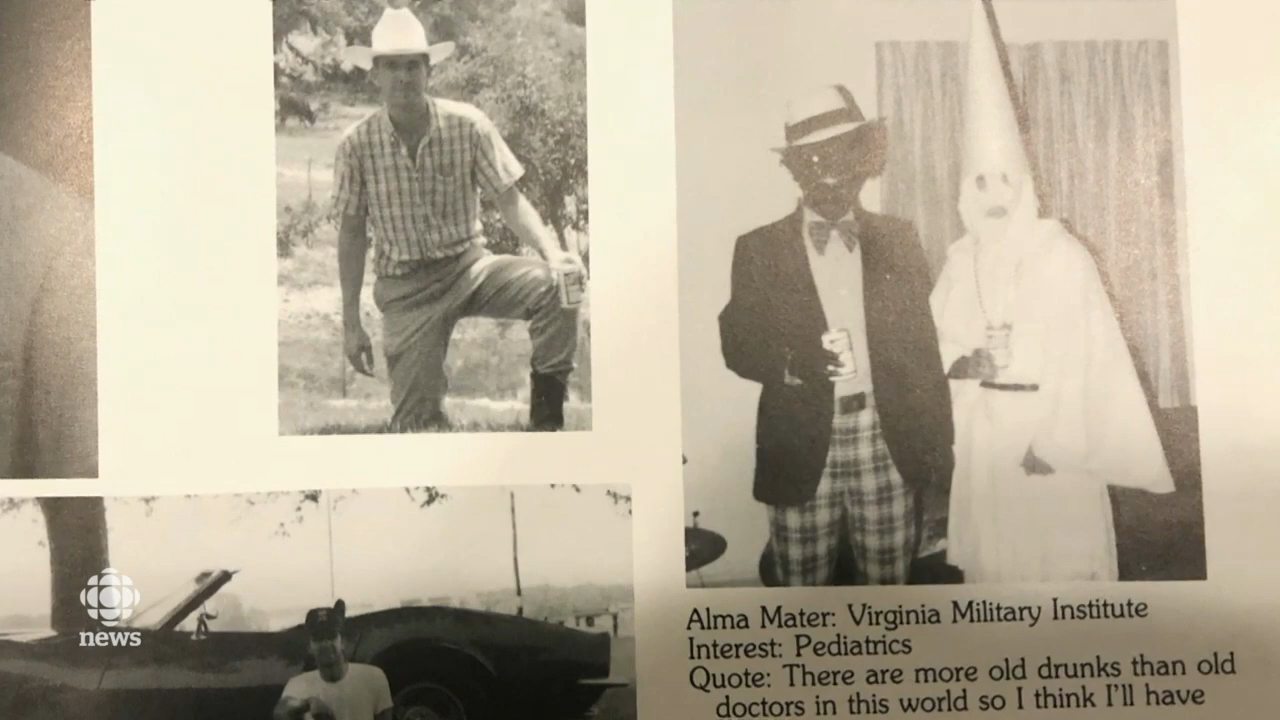 news
Alma Mater: Virginia Military Institute
Interest: Pediatrics
Quote: There are more old drunks than old
doctors in this world so I think I'll have